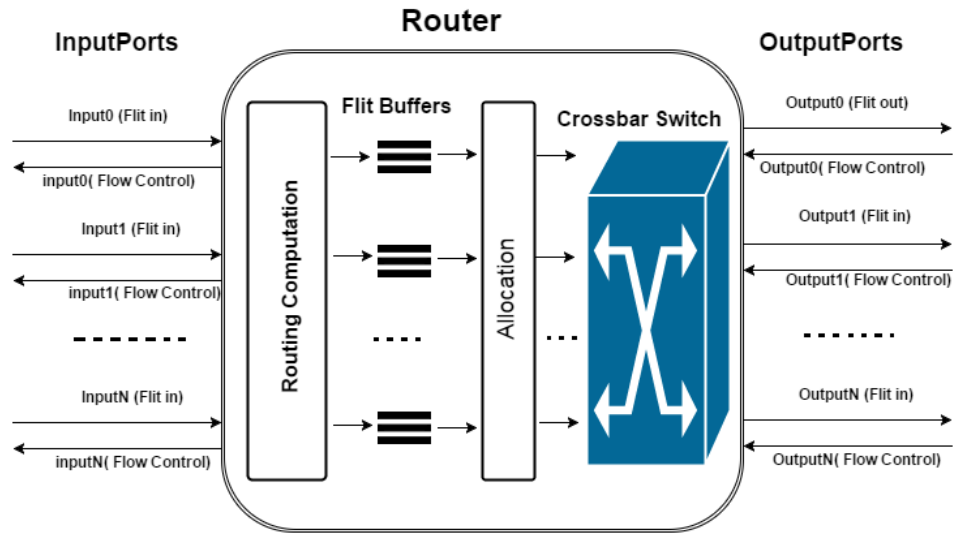 Router
InputPorts
OutputPorts
Input0 (Flit in)
input0( Flow Control)
Input1 (Flit in)
input1( Flow Control)
InputN (Flit in)
inputN( Flow Control)
Routing Computation
Flit Buffers
Allocation
Crossbar Switch
Output0 (Flit out)
Output0( Flow Control)
Output1 (Flit in)
Output1( Flow Control)
OutputN (Flit in)
OutputN( Flow Control)